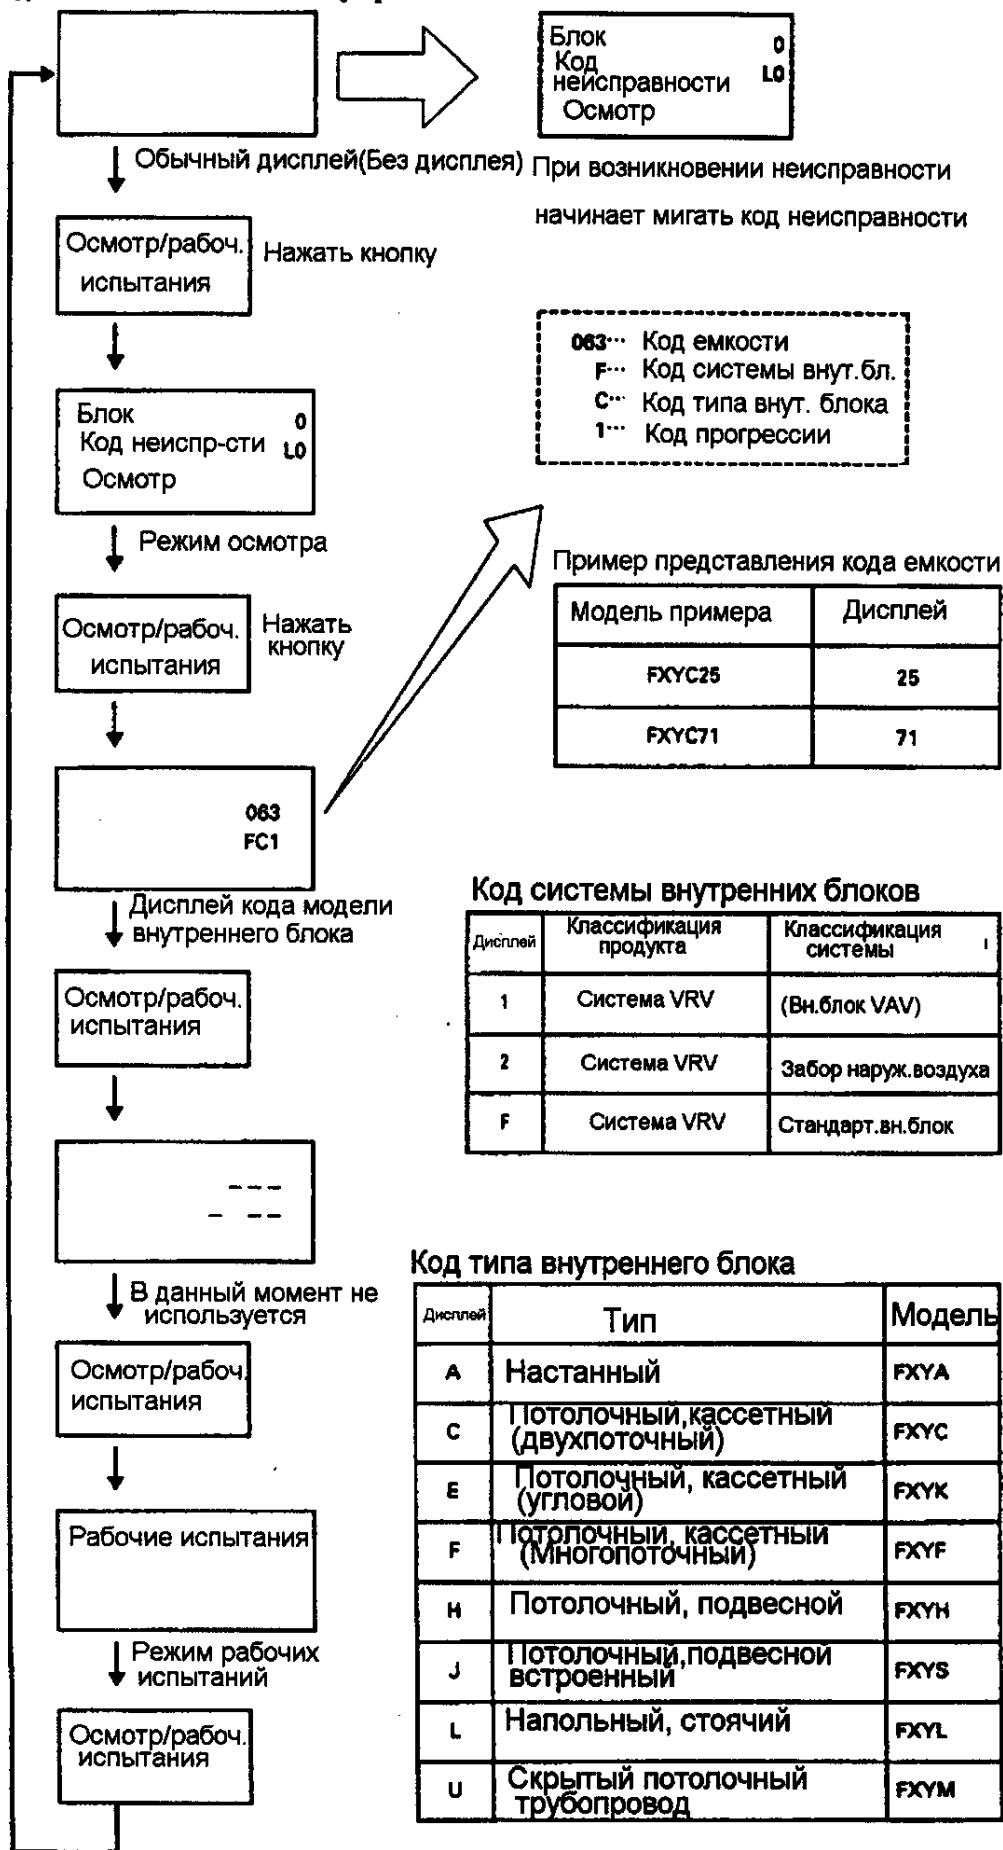 Блок 0
Код
неисправности L0
Осмотр
Обычный дисплей(Без дисплея)
При возникновении неисправности
начинает мигать код неисправности
Осмотр/рабоч.
испытания
Нажать кнопку
063··· Код емкости
F··· Код системы внут.бл.
C··· Код типа внут. блока
1··· Код прогрессии
Блок 0
Код неиспр-сти L0
Осмотр
Режим осмотра
Осмотр/рабоч.
испытания
Нажать
кнопку
Пример представления кода емкости
Модель примера Дисплей
FXYC25 25
FXYC71 71
063
FC1
Дисплей кода модели
внутреннего блока
Код системы внутренних блоков
Дисплей Классификация продукта Классификация системы
1 Система VRV (Вн.блок VAV)
2 Система VRV Забор наруж.воздуха
F Система VRV Стандарт.вн.блок
Осмотр/рабоч.
испытания
– – –
– – –
В данный момент не
используется
Осмотр/рабоч.
испытания
Рабочие испытания
Режим рабочих
испытаний
Осмотр/рабоч.
испытания
Код типа внутреннего блока
Дисплей Тип Модель
A Настанный FXYA
C Потолочный,кассетный
(двухпоточный) FXYC
E Потолочный, кассетный
(угловой) FXYK
F Потолочный, кассетный
(Многопоточный) FXYF
H Потолочный, подвесной FXYH
J Потолочный,подвесной
встроенный FXYS
L Напольный, стоячий FXYL
U Скрытый потолочный
трубопровод FXYM